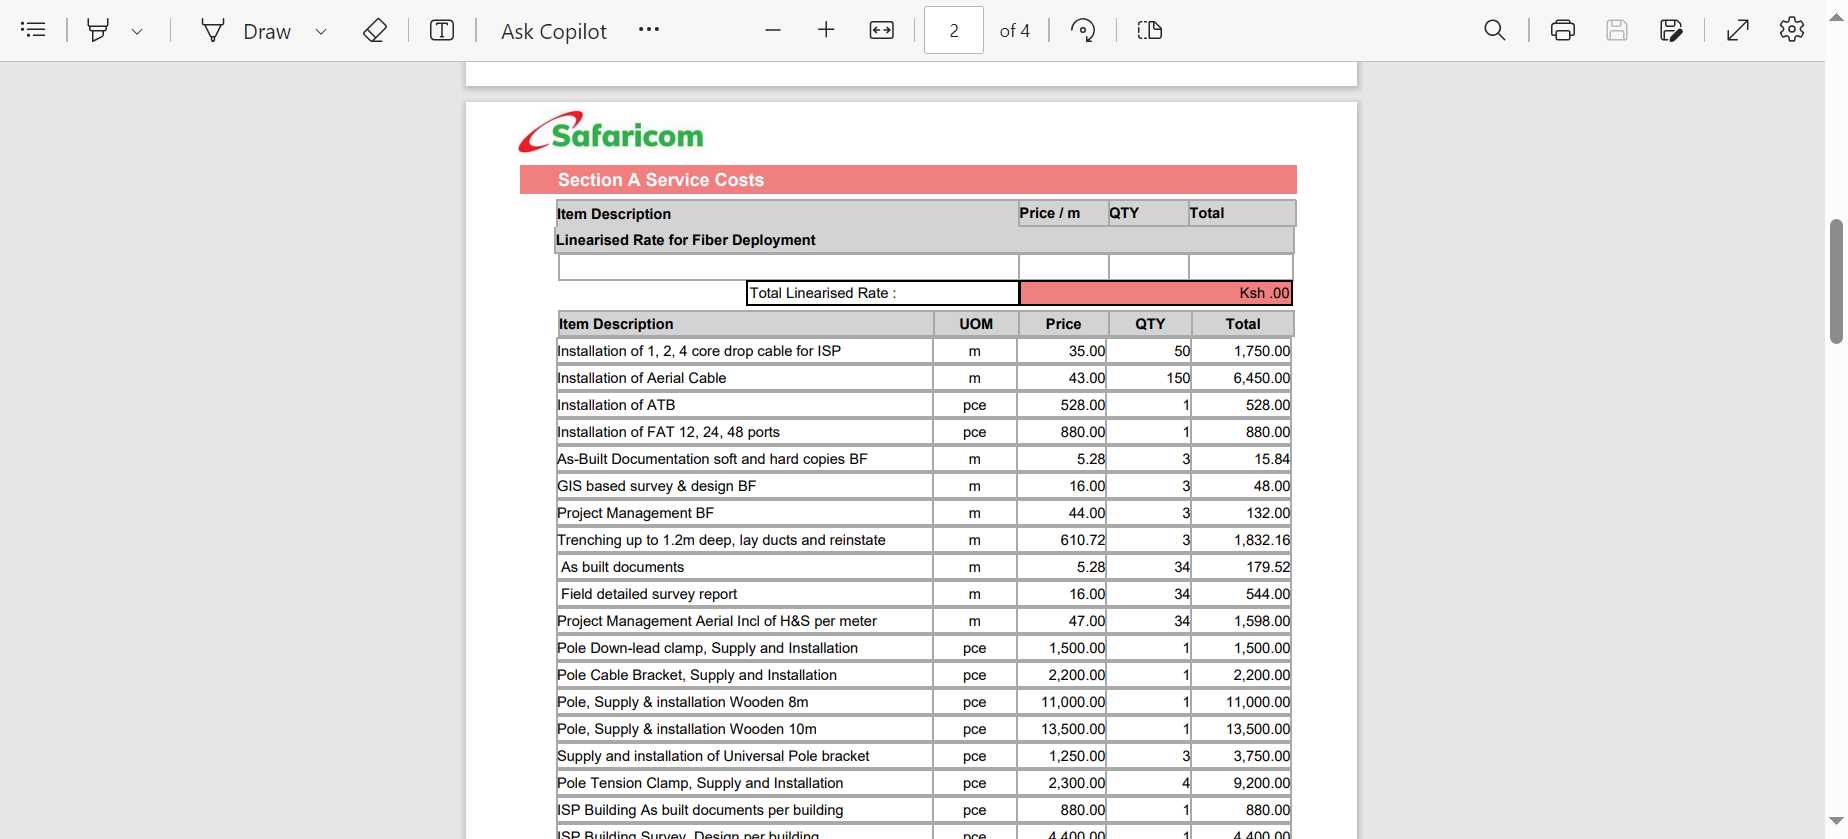 Draw
Ask Copilot
2 of 4
Safaricom
Section A Service Costs
Item Description Price / m QTY Total
Linearised Rate for Fiber Deployment
Total Linearised Rate : Ksh .00
Item Description UOM Price QTY Total
Installation of 1, 2, 4 core drop cable for ISP m 35.00 50 1,750.00
Installation of Aerial Cable m 43.00 150 6,450.00
Installation of ATB pce 528.00 1 528.00
Installation of FAT 12, 24, 48 ports pce 880.00 1 880.00
As-Built Documentation soft and hard copies BF m 5.28 3 15.84
GIS based survey & design BF m 16.00 3 48.00
Project Management BF m 44.00 3 132.00
Trenching up to 1.2m deep, lay ducts and reinstate m 610.72 3 1,832.16
As built documents m 5.28 34 179.52
Field detailed survey report m 16.00 34 544.00
Project Management Aerial Incl of H&S per meter m 47.00 34 1,598.00
Pole Down-lead clamp, Supply and Installation pce 1,500.00 1 1,500.00
Pole Cable Bracket, Supply and Installation pce 2,200.00 1 2,200.00
Pole, Supply & installation Wooden 8m pce 11,000.00 1 11,000.00
Pole, Supply & installation Wooden 10m pce 13,500.00 1 13,500.00
Supply and installation of Universal Pole bracket pce 1,250.00 3 3,750.00
Pole Tension Clamp, Supply and Installation pce 2,300.00 4 9,200.00
ISP Building As built documents per building pce 880.00 1 880.00
ISP Building Survey, Design per building pce 4,400.00 1 4,400.00